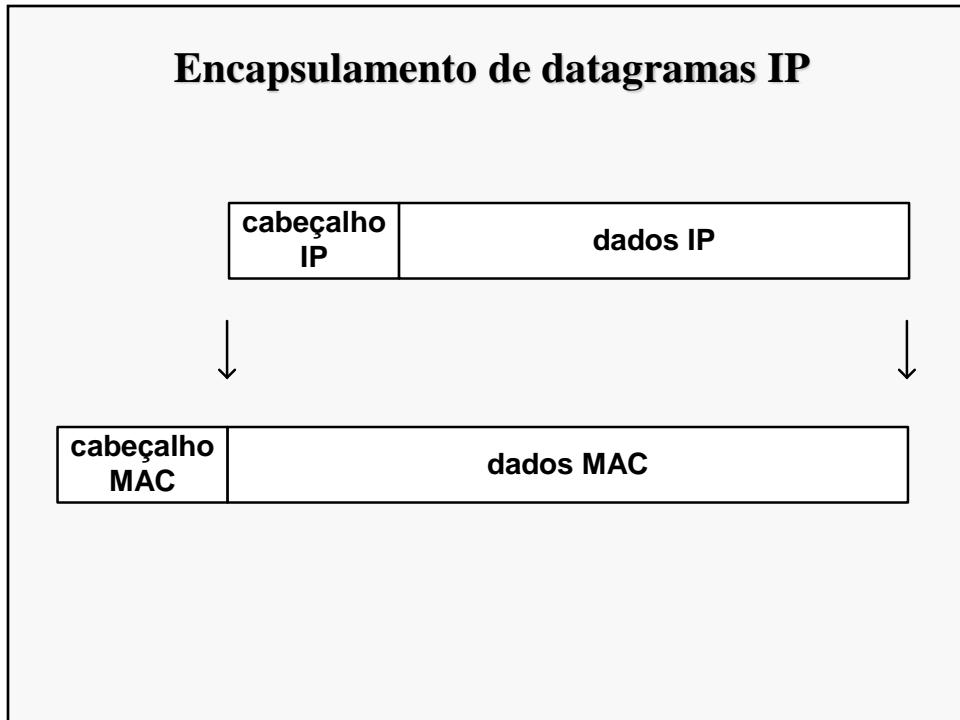 Encapsulamento de datagramas IP
cabeçalho
IP
dados IP
cabeçalho
MAC
dados MAC